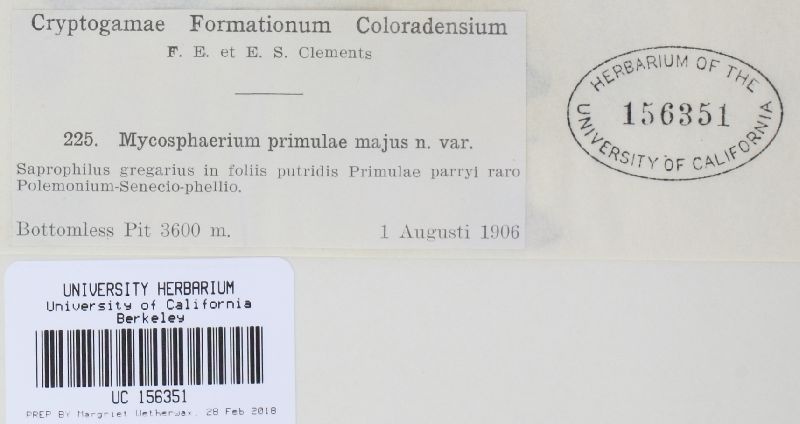 Cryptogamae Formationum Coloradensium
F. E. et E. S. Clements
225. Mycosphaerium primulae majus n. var.
Saprophilus gregarius in foliis putridis Primulae parryi raro
Polemonium-Senecio-phellio.
Bottomless Pit 3600 m. 1 Augusti 1906
HERBARIUM OF THE
156351
UNIVERSITY OF CALIFORNIA
UNIVERSITY HERBARIUM
University of California
Berkeley
UC 156351
PREP BY Margriet Wetherwax, 28 Feb 2018